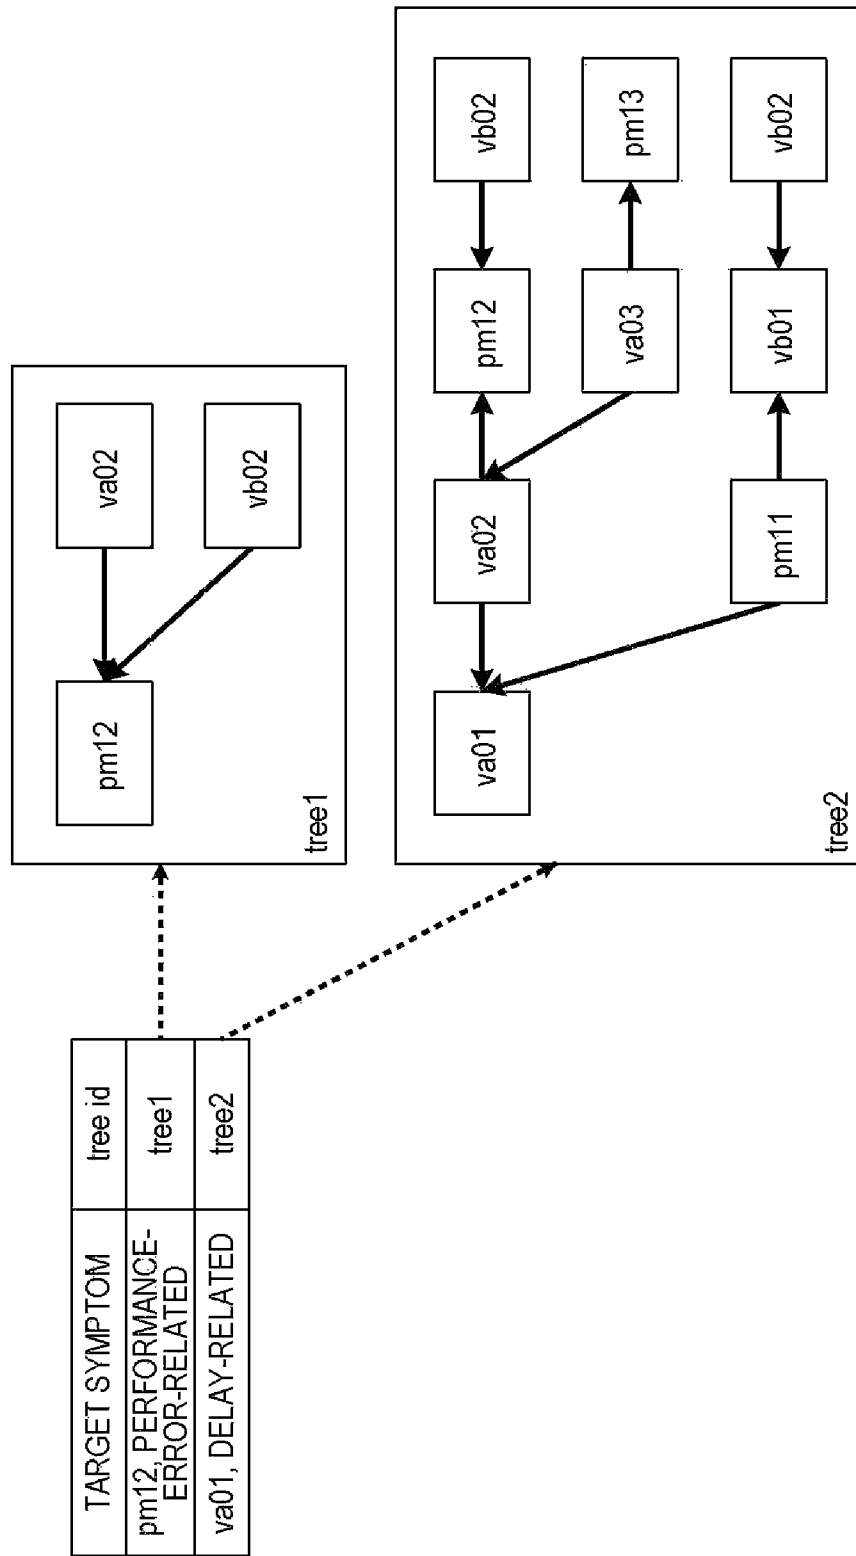 TARGET SYMPTOM
tree id
pm12, PERFORMANCE-
ERROR-RELATED
tree1
va01, DELAY-RELATED
tree2
pm12
va02
vb02
tree1
va01
va02
pm12
vb02
va03
pm13
pm11
vb01
vb02
tree2